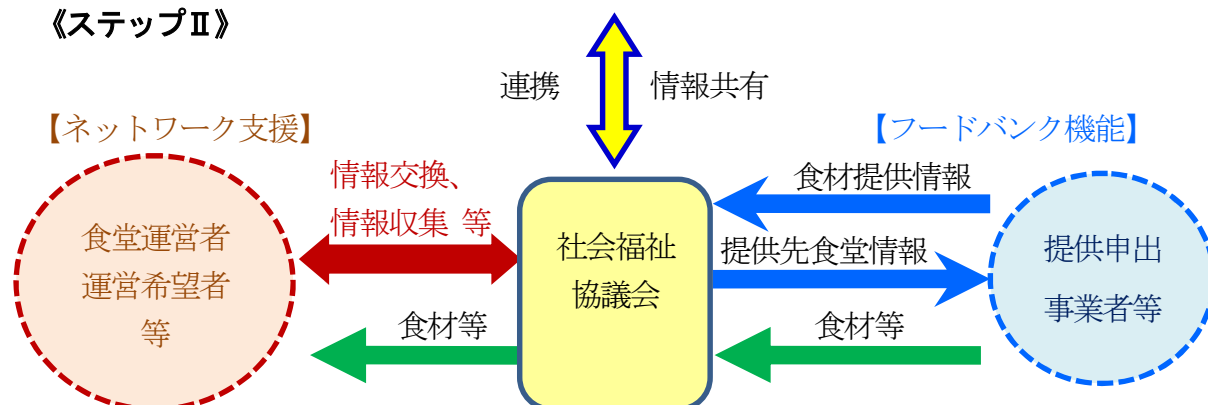 《ステップⅡ》
連携
情報共有
【ネットワーク支援】
【フードバンク機能】
情報交換、
情報収集 等
食材提供情報
食堂運営者
運営希望者
等
社会福祉
協議会
提供先食堂情報
提供申出
事業者等
食材等
食材等